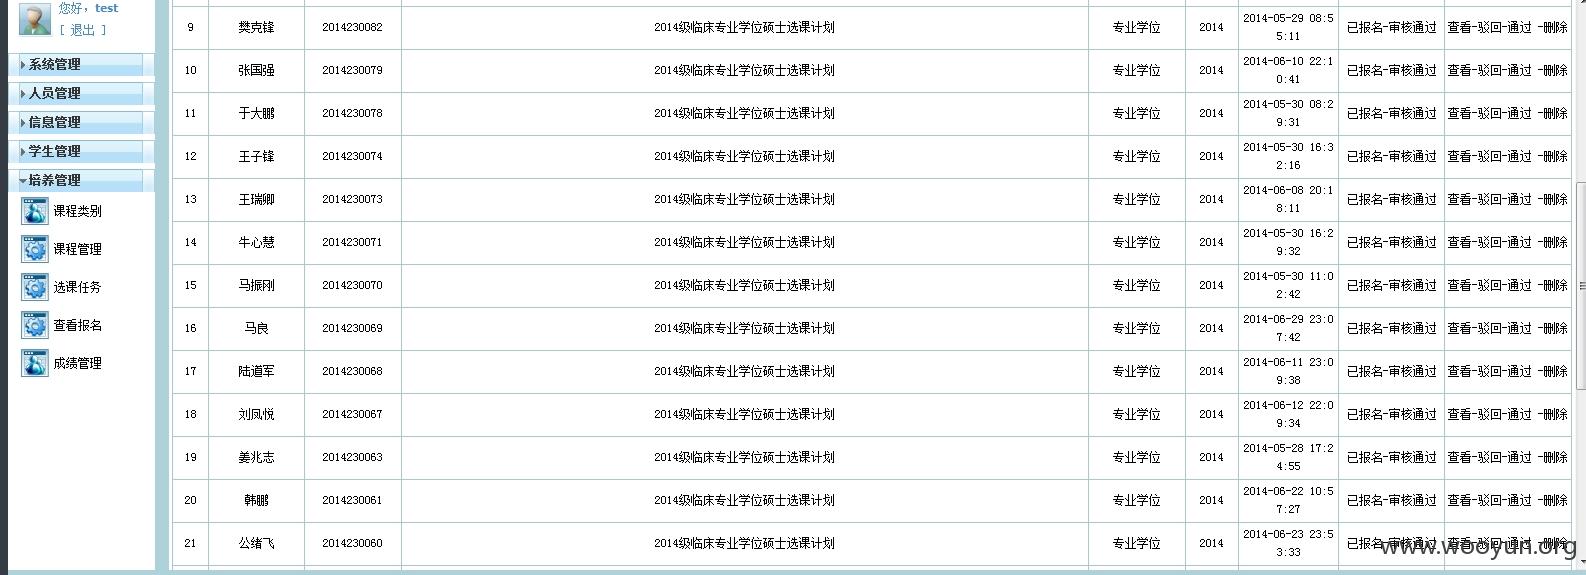 您好，test
[ 退出 ]
系统管理
人员管理
信息管理
学生管理
培养管理
课程类别
课程管理
选课任务
查看报名
成绩管理
9 樊克锋 2014230082 2014级临床专业学位硕士选课计划 专业学位 2014 2014-05-29 08:5 已报名-审核通过 查看-驳回-通过 -删除
5:11
10 张国强 2014230079 2014级临床专业学位硕士选课计划 专业学位 2014 2014-06-10 22:1 已报名-审核通过 查看-驳回-通过 -删除
0:41
11 于大鹏 2014230078 2014级临床专业学位硕士选课计划 专业学位 2014 2014-05-30 08:2 已报名-审核通过 查看-驳回-通过 -删除
9:31
12 王子锋 2014230074 2014级临床专业学位硕士选课计划 专业学位 2014 2014-05-30 16:3 已报名-审核通过 查看-驳回-通过 -删除
2:16
13 王瑞卿 2014230073 2014级临床专业学位硕士选课计划 专业学位 2014 2014-06-08 20:1 已报名-审核通过 查看-驳回-通过 -删除
8:11
14 牛心慧 2014230071 2014级临床专业学位硕士选课计划 专业学位 2014 2014-05-30 16:2 已报名-审核通过 查看-驳回-通过 -删除
9:32
15 马振刚 2014230070 2014级临床专业学位硕士选课计划 专业学位 2014 2014-05-30 11:0 已报名-审核通过 查看-驳回-通过 -删除
2:42
16 马良 2014230069 2014级临床专业学位硕士选课计划 专业学位 2014 2014-06-29 23:0 已报名-审核通过 查看-驳回-通过 -删除
7:42
17 陆道军 2014230068 2014级临床专业学位硕士选课计划 专业学位 2014 2014-06-11 23:0 已报名-审核通过 查看-驳回-通过 -删除
9:38
18 刘凤悦 2014230067 2014级临床专业学位硕士选课计划 专业学位 2014 2014-06-12 22:0 已报名-审核通过 查看-驳回-通过 -删除
9:34
19 姜兆志 2014230063 2014级临床专业学位硕士选课计划 专业学位 2014 2014-05-28 17:2 已报名-审核通过 查看-驳回-通过 -删除
4:55
20 韩鹏 2014230061 2014级临床专业学位硕士选课计划 专业学位 2014 2014-06-22 10:5 已报名-审核通过 查看-驳回-通过 -删除
7:27
21 公绪飞 2014230060 2014级临床专业学位硕士选课计划 专业学位 2014 2014-06-23 23:5 已报名-审核通过 查看-驳回-通过 -删除
3:33
www.wooyun.org